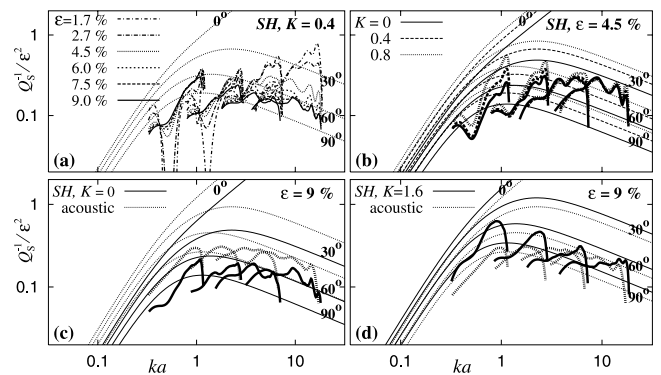 ε=1.7 %
2.7 %
4.5 %
6.0 %
7.5 %
9.0 %
0°
SH, K = 0.4
30°
60°
90°
(a)
Q_S^{-1}/ε²
1
0.1
K = 0
0.4
0.8
0°
SH, ε = 4.5 %
30°
60°
90°
(b)
SH, K = 0
acoustic
0°
ε = 9 %
30°
60°
90°
(c)
Q_S^{-1}/ε²
1
0.1
SH, K=1.6
acoustic
0°
ε = 9 %
30°
60°
90°
(d)
0.1 1 10
ka
0.1 1 10
ka